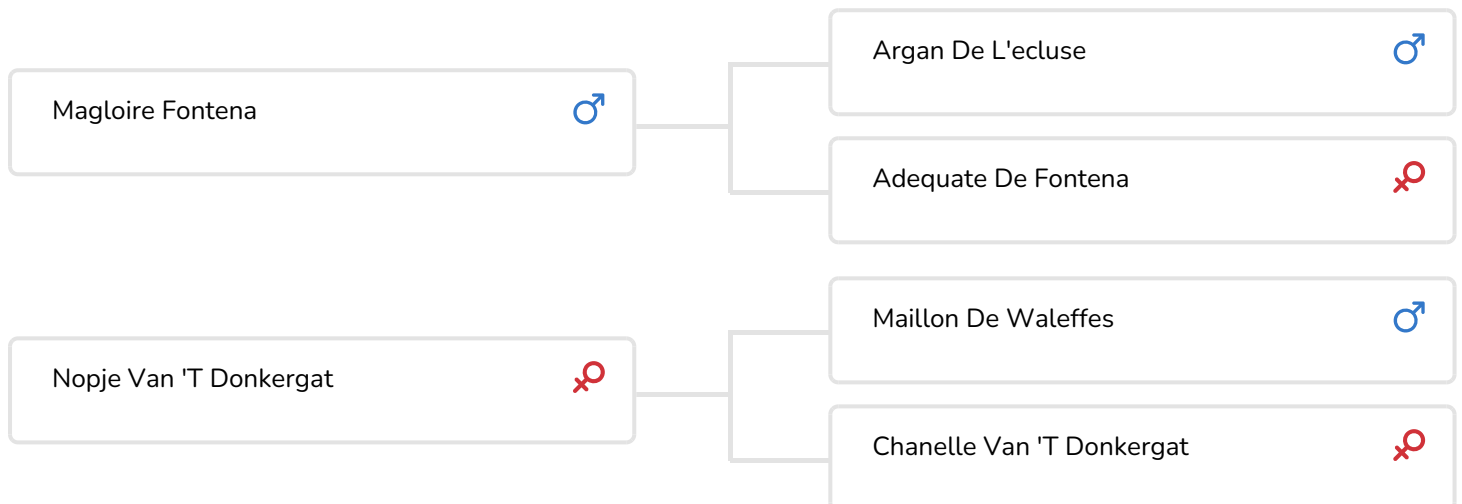 Argan De L'ecluse
Magloire Fontena
Adequate De Fontena
Maillon De Waleffes
Nopje Van 'T Donkergat
Chanelle Van 'T Donkergat